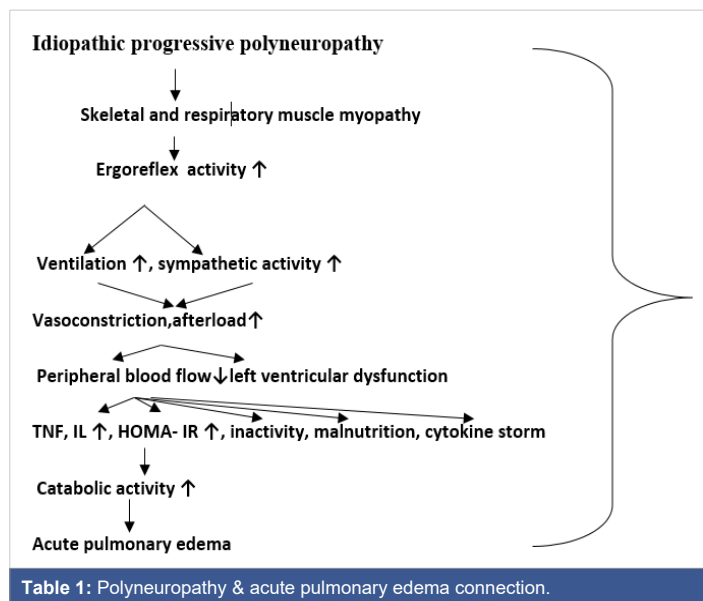 Idiopathic progressive polyneuropathy
Skeletal and respiratory muscle myopathy
Ergoreflex activity ↑
Ventilation ↑, sympathetic activity ↑
Vasoconstriction,afterload↑
Peripheral blood flow↓left ventricular dysfunction
TNF, IL ↑, HOMA- IR ↑, inactivity, malnutrition, cytokine storm
Catabolic activity ↑
Acute pulmonary edema
Table 1: Polyneuropathy & acute pulmonary edema connection.